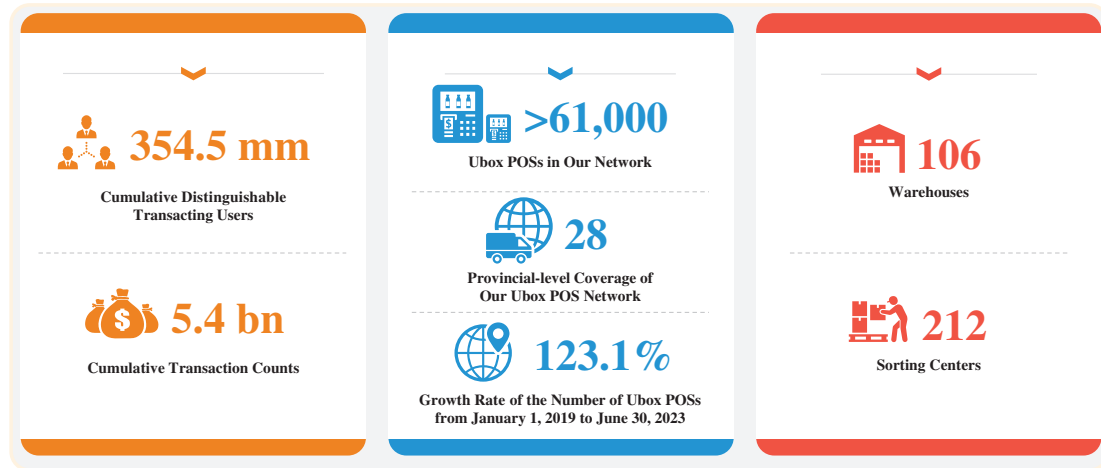 354.5 mm
Cumulative Distinguishable
Transacting Users
$
5.4 bn
Cumulative Transaction Counts
$
>61,000
Ubox POSs in Our Network
28
Provincial-level Coverage of
Our Ubox POS Network
123.1%
Growth Rate of the Number of Ubox POSs
from January 1, 2019 to June 30, 2023
106
Warehouses
212
Sorting Centers